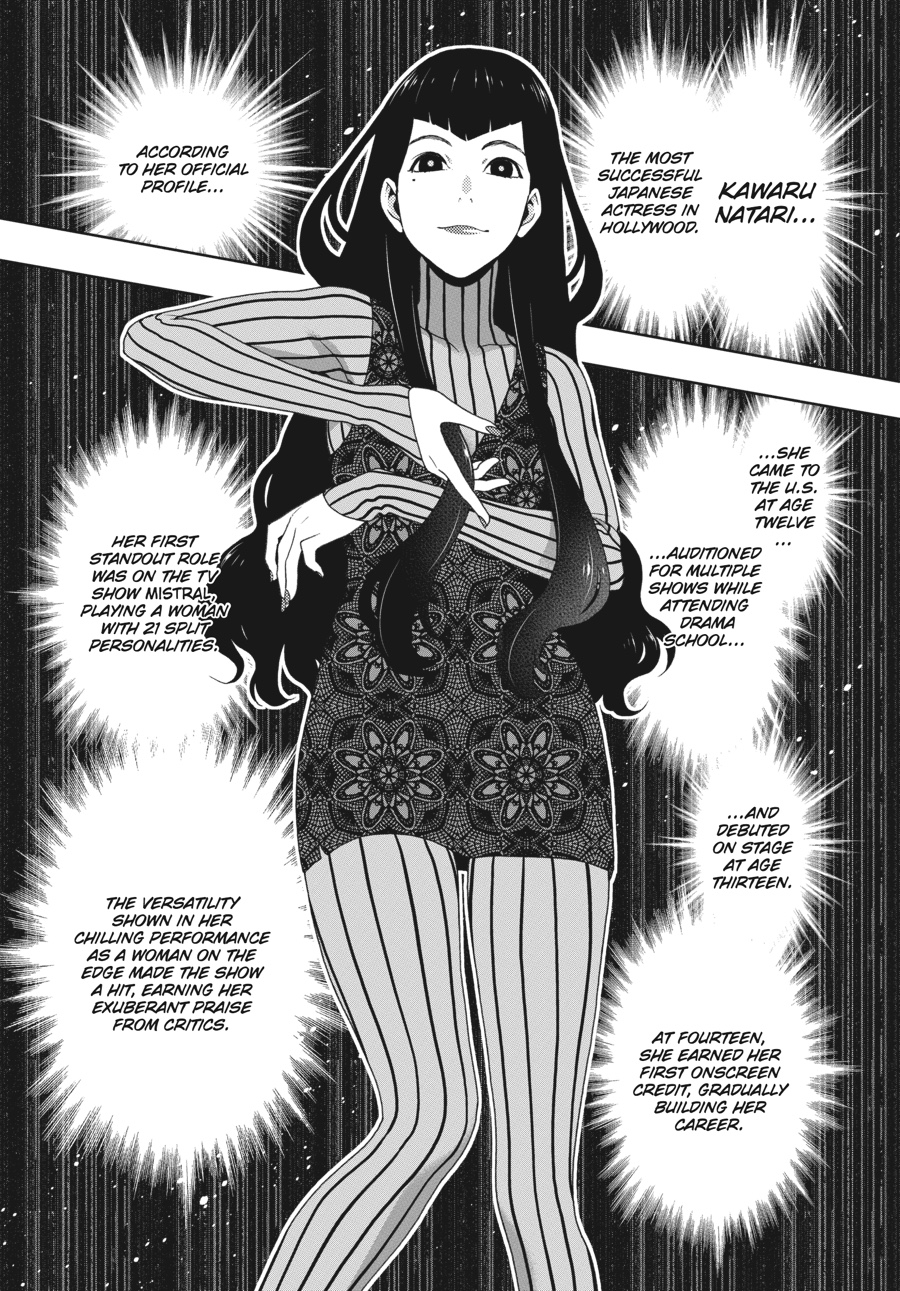 KAWARU
NATARI...
THE MOST
SUCCESSFUL
JAPANESE
ACTRESS IN
HOLLYWOOD.
ACCORDING
TO HER OFFICIAL
PROFILE...
...SHE
CAME TO
THE U.S.
AT AGE
TWELVE
...
...AUDITIONED
FOR MULTIPLE
SHOWS WHILE
ATTENDING
DRAMA
SCHOOL...
...AND
DEBUTED
ON STAGE
AT AGE
THIRTEEN.
AT FOURTEEN,
SHE EARNED HER
FIRST ONSCREEN
CREDIT, GRADUALLY
BUILDING HER
CAREER.
HER FIRST
STANDOUT ROLE
WAS ON THE TV
SHOW MISTRAL,
PLAYING A WOMAN
WITH 21 SPLIT
PERSONALITIES.
THE VERSATILITY
SHOWN IN HER
CHILLING PERFORMANCE
AS A WOMAN ON THE
EDGE MADE THE SHOW
A HIT, EARNING HER
EXUBERANT PRAISE
FROM CRITICS.